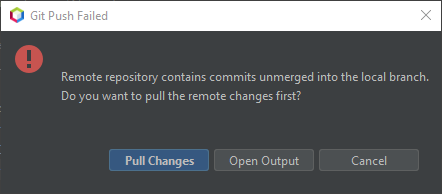 Git Push Failed
Remote repository contains commits unmerged into the local branch.
Do you want to pull the remote changes first?
Pull Changes Open Output Cancel